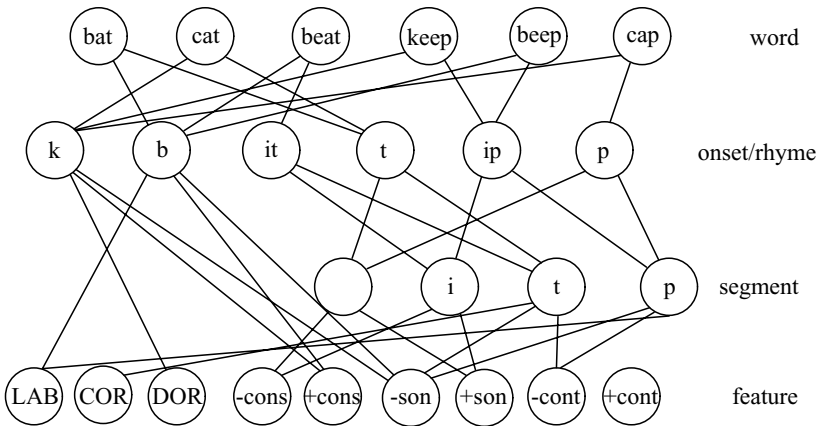 bat cat beat keep beep cap word
k b it t ip p onset/rhyme
i t p segment
LAB COR DOR -cons +cons -son +son -cont +cont feature